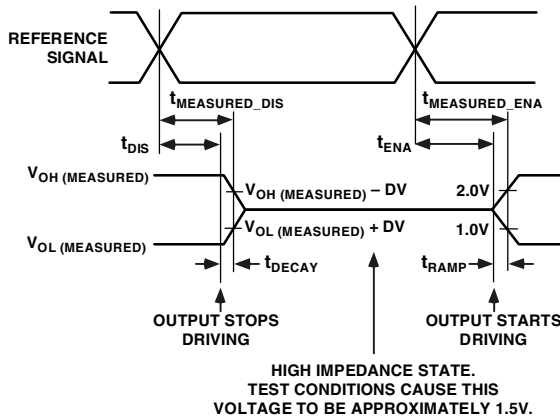 REFERENCE
SIGNAL
tMEASURED_DIS
tMEASURED_ENA
tDIS
tENA
VOH (MEASURED)
VOH (MEASURED) – DV
2.0V
VOL (MEASURED) + DV
1.0V
VOL (MEASURED)
tDECAY
tRAMP
OUTPUT STOPS
DRIVING
OUTPUT STARTS
DRIVING
HIGH IMPEDANCE STATE.
TEST CONDITIONS CAUSE THIS
VOLTAGE TO BE APPROXIMATELY 1.5V.